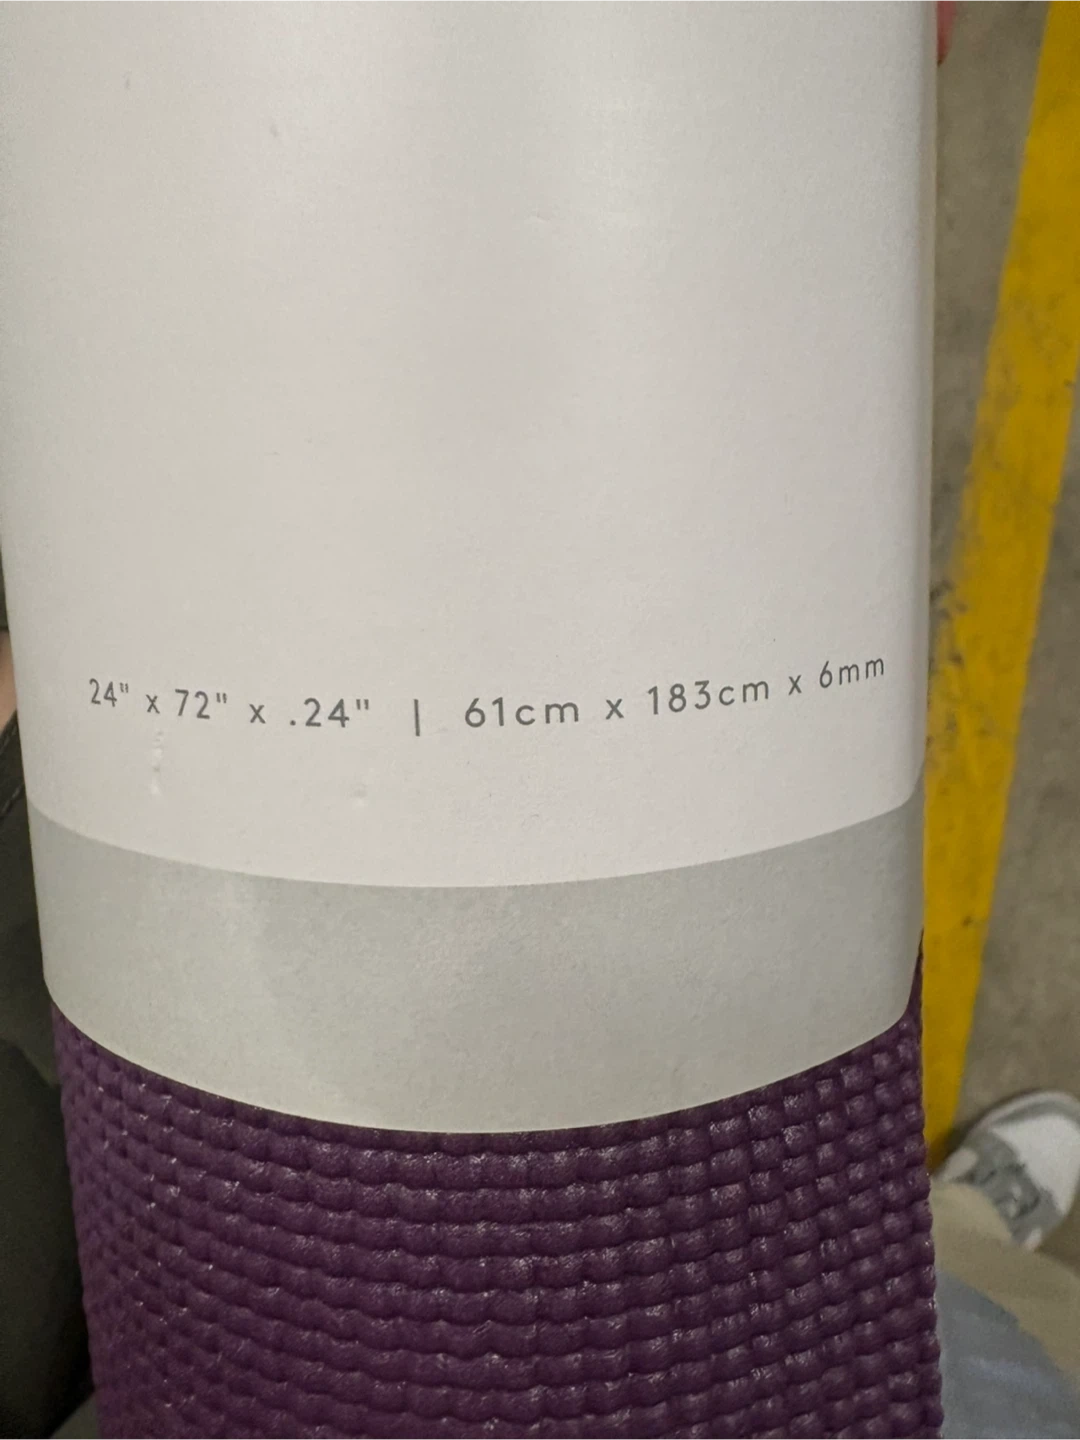 24" x 72" x .24" | 61cm x 183cm x 6mm